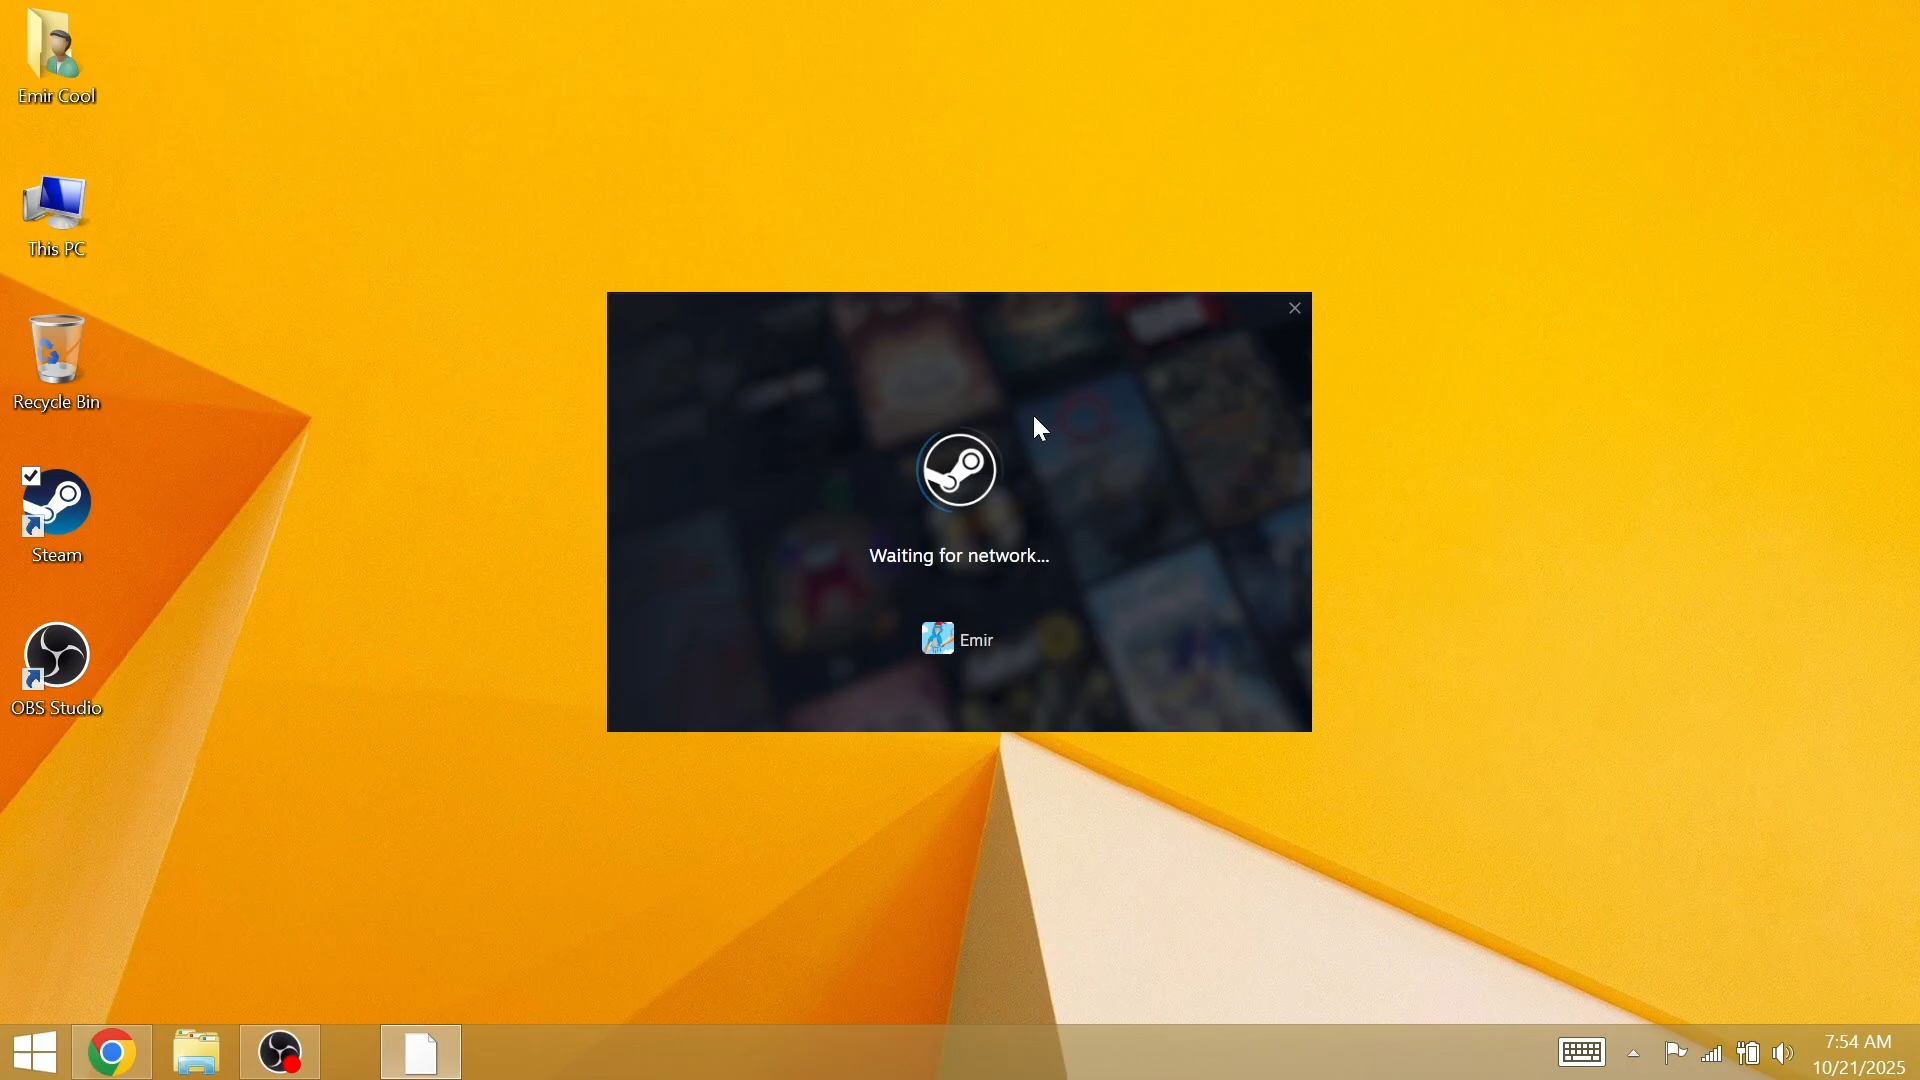 Emir Cool
This PC
Recycle Bin
Steam
OBS Studio
Waiting for network...
Emir
7:54 AM
10/21/2025